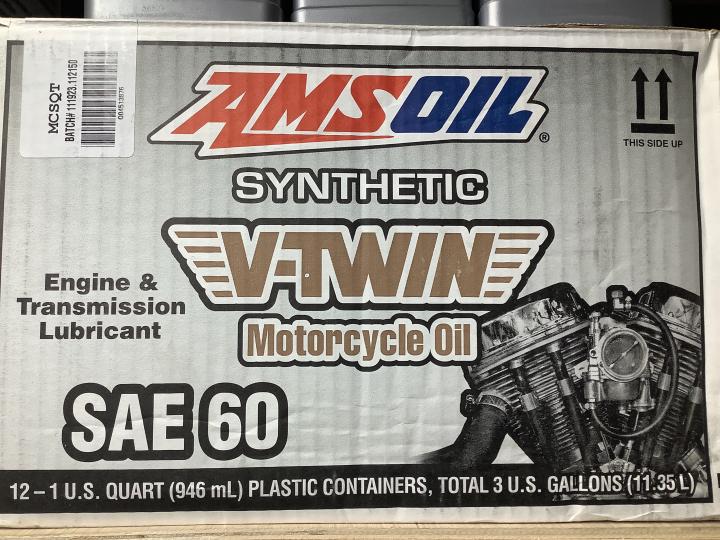 MCSQT
BATCH# 111923.112150
004513876
AMSOIL®
THIS SIDE UP
SYNTHETIC
V-TWIN
Engine &
Transmission
Lubricant
Motorcycle Oil
SAE 60
12 – 1 U.S. QUART (946 mL) PLASTIC CONTAINERS, TOTAL 3 U.S. GALLONS (11.35 L)